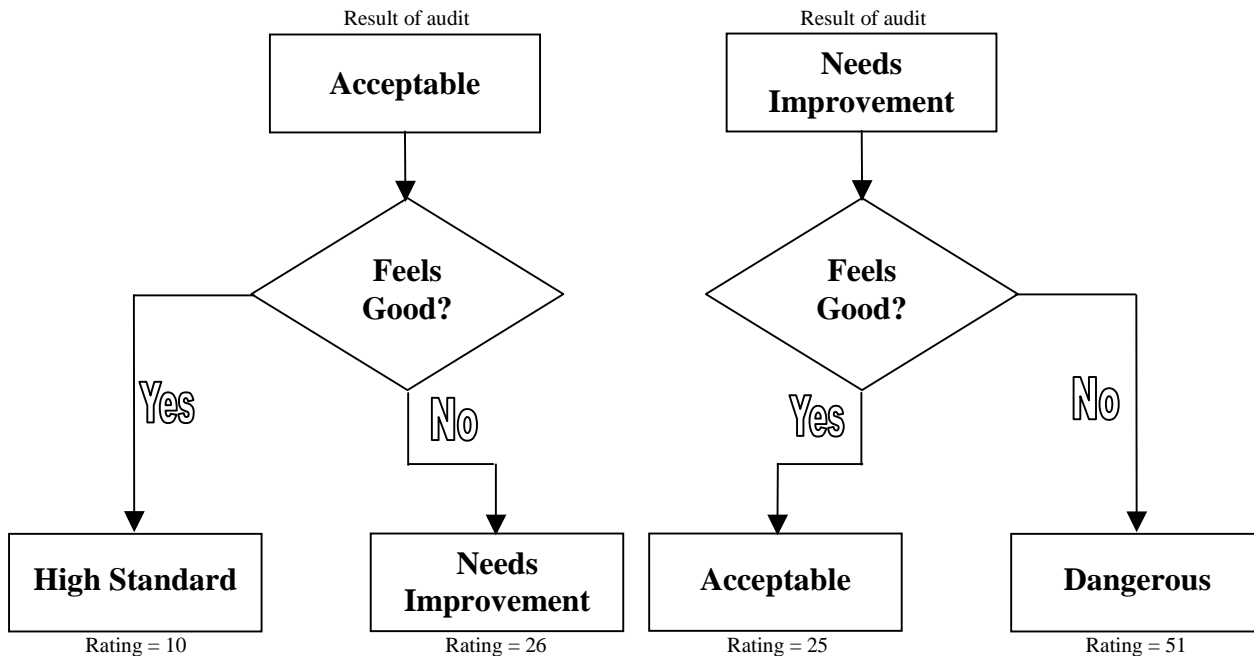 Result of audit
Acceptable
Feels
Good?
Yes
No
High Standard
Rating = 10
Needs
Improvement
Rating = 26
Result of audit
Needs
Improvement
Feels
Good?
Yes
No
Acceptable
Rating = 25
Dangerous
Rating = 51